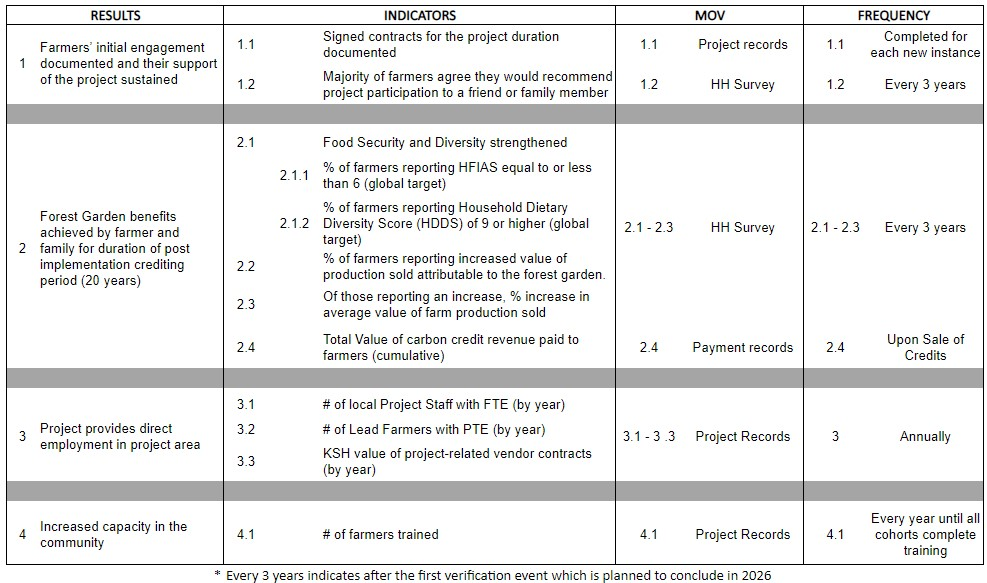 RESULTS INDICATORS MOV FREQUENCY
1 Farmers' initial engagement
documented and their support
of the project sustained
1.1 Signed contracts for the project duration
documented
1.1 Project records
1.1 Completed for
each new instance
1.2 Majority of farmers agree they would recommend
project participation to a friend or family member
1.2 HH Survey
1.2 Every 3 years
2 Forest Garden benefits
achieved by farmer and
family for duration of post
implementation crediting
period (20 years)
2.1 Food Security and Diversity strengthened
2.1.1 % of farmers reporting HFIAS equal to or less
than 6 (global target)
2.1.2 % of farmers reporting Household Dietary
Diversity Score (HDDS) of 9 or higher (global
target)
2.2 % of farmers reporting increased value of
production sold attributable to the forest garden.
2.3 Of those reporting an increase, % increase in
average value of farm production sold
2.1 - 2.3 HH Survey
2.1 - 2.3 Every 3 years
2.4 Total Value of carbon credit revenue paid to
farmers (cumulative)
2.4 Payment records
2.4 Upon Sale of
Credits
3 Project provides direct
employment in project area
3.1 # of local Project Staff with FTE (by year)
3.2 # of Lead Farmers with PTE (by year)
3.3 KSH value of project-related vendor contracts
(by year)
3.1 - 3 .3 Project Records
3 Annually
4 Increased capacity in the
community
4.1 # of farmers trained
4.1 Project Records
4.1 Every year until all
cohorts complete
training
* Every 3 years indicates after the first verification event which is planned to conclude in 2026